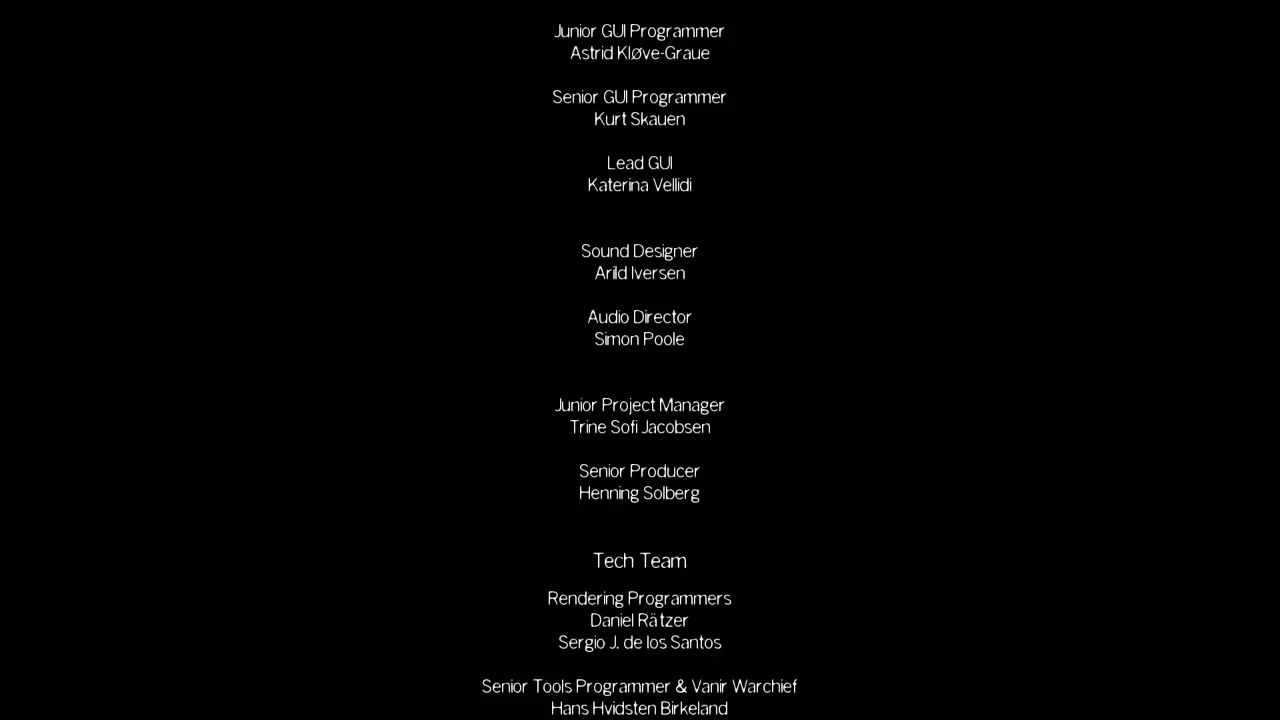 Junior GUI Programmer
Astrid Kløve-Graue
Senior GUI Programmer
Kurt Skauen
Lead GUI
Katerina Vellidi
Sound Designer
Arild Iversen
Audio Director
Simon Poole
Junior Project Manager
Trine Sofi Jacobsen
Senior Producer
Henning Solberg
Tech Team
Rendering Programmers
Daniel Rätzer
Sergio J. de los Santos
Senior Tools Programmer & Vanir Warchief
Hans Hvidsten Birkeland